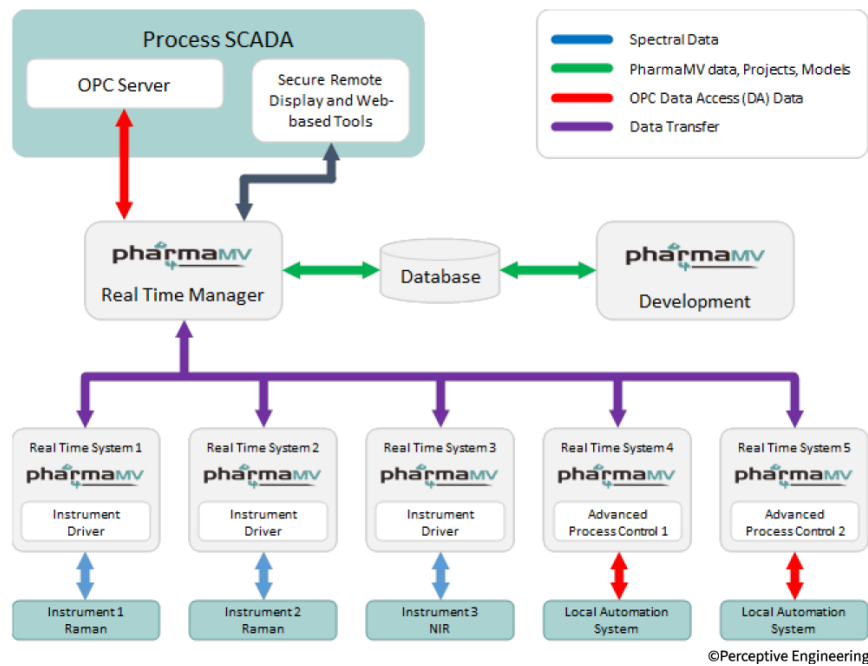 Process SCADA
OPC Server
Secure Remote
Display and Web-
based Tools
Spectral Data
PharmaMV data, Projects, Models
OPC Data Access (DA) Data
Data Transfer
pharmaMV
Real Time Manager
Database
pharmaMV
Development
Real Time System 1
pharmaMV
Instrument
Driver
Real Time System 2
pharmaMV
Instrument
Driver
Real Time System 3
pharmaMV
Instrument
Driver
Real Time System 4
pharmaMV
Advanced
Process Control 1
Real Time System 5
pharmaMV
Advanced
Process Control 2
Instrument 1
Raman
Instrument 2
Raman
Instrument 3
NIR
Local Automation
System
Local Automation
System
©Perceptive Engineering